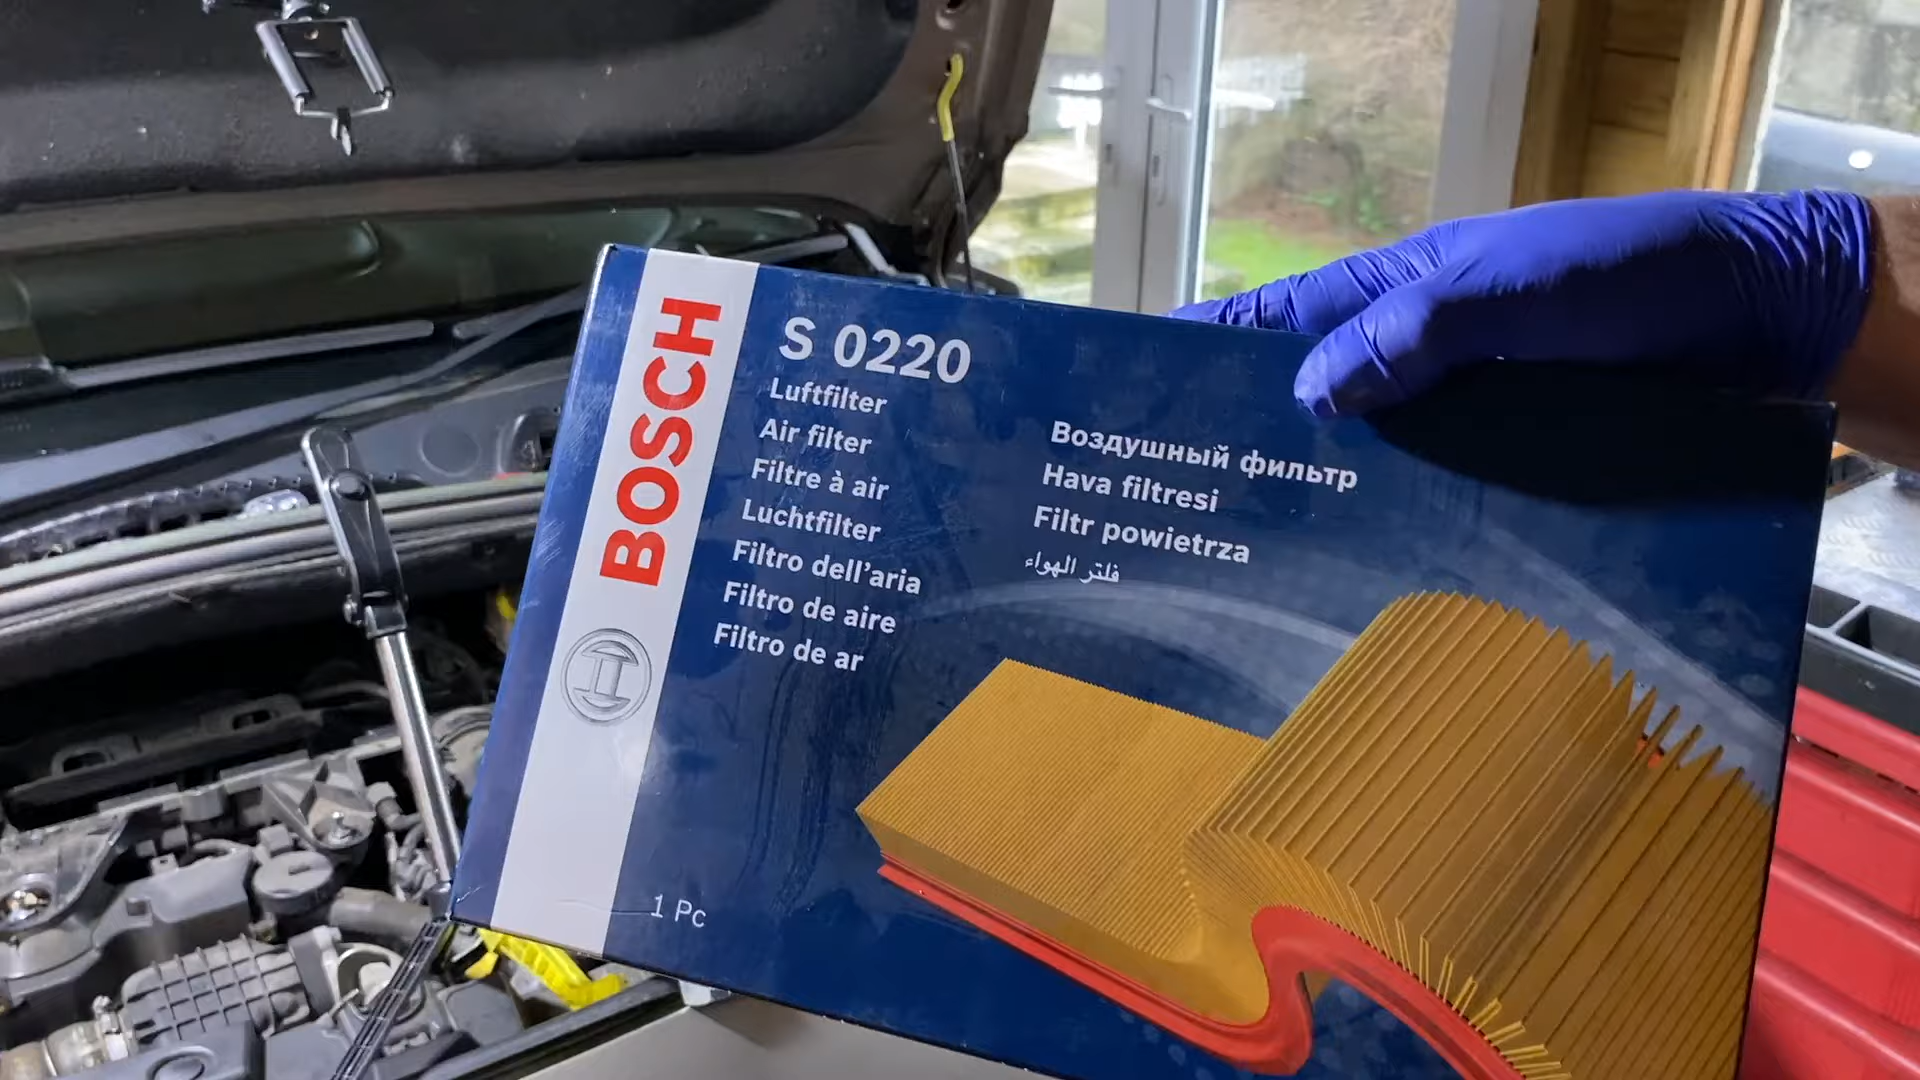 BOSCH
S 0220
Luftfilter
Air filter
Filtre à air
Luchtfilter
Filtro dell'aria
Filtro de aire
Filtro de ar
Воздушный фильтр
Hava filtresi
Filtr powietrza
فلتر الهواء
1 Pc